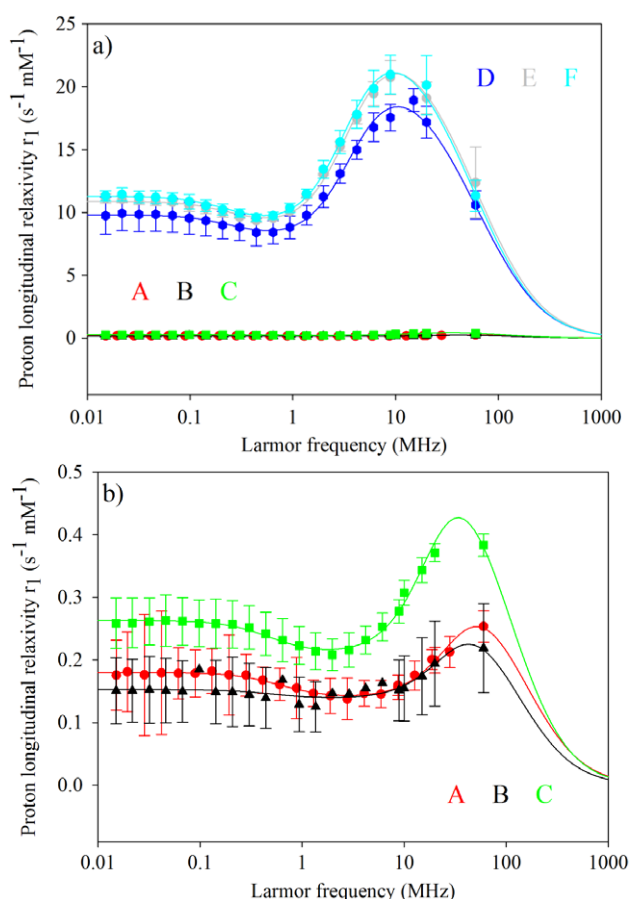 a)
Proton longitudinal relaxivity r₁ (s⁻¹ mM⁻¹)
25
20
15
10
5
0
D E F
A B C
0.01 0.1 1 10 100 1000
Larmor frequency (MHz)
b)
Proton longitudinal relaxivity r₁ (s⁻¹ mM⁻¹)
0.5
0.4
0.3
0.2
0.1
0.0
A B C
0.01 0.1 1 10 100 1000
Larmor frequency (MHz)